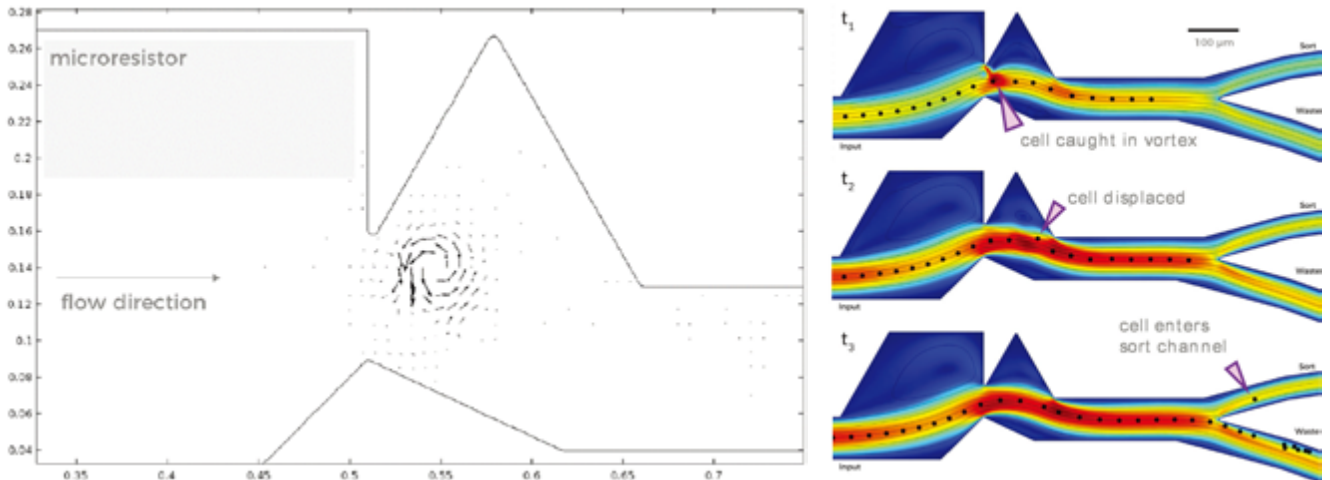 0.28
0.26
0.24
0.22
0.2
0.18
0.16
0.14
0.12
0.1
0.08
0.06
0.04
microresistor
flow direction
0.35
0.4
0.45
0.5
0.55
0.6
0.65
0.7
t1
100 μm
Sort
Waste
Input
cell caught in vortex
t2
cell displaced
Sort
Waste
Input
t3
cell enters
sort channel
Sort
Waste
Input